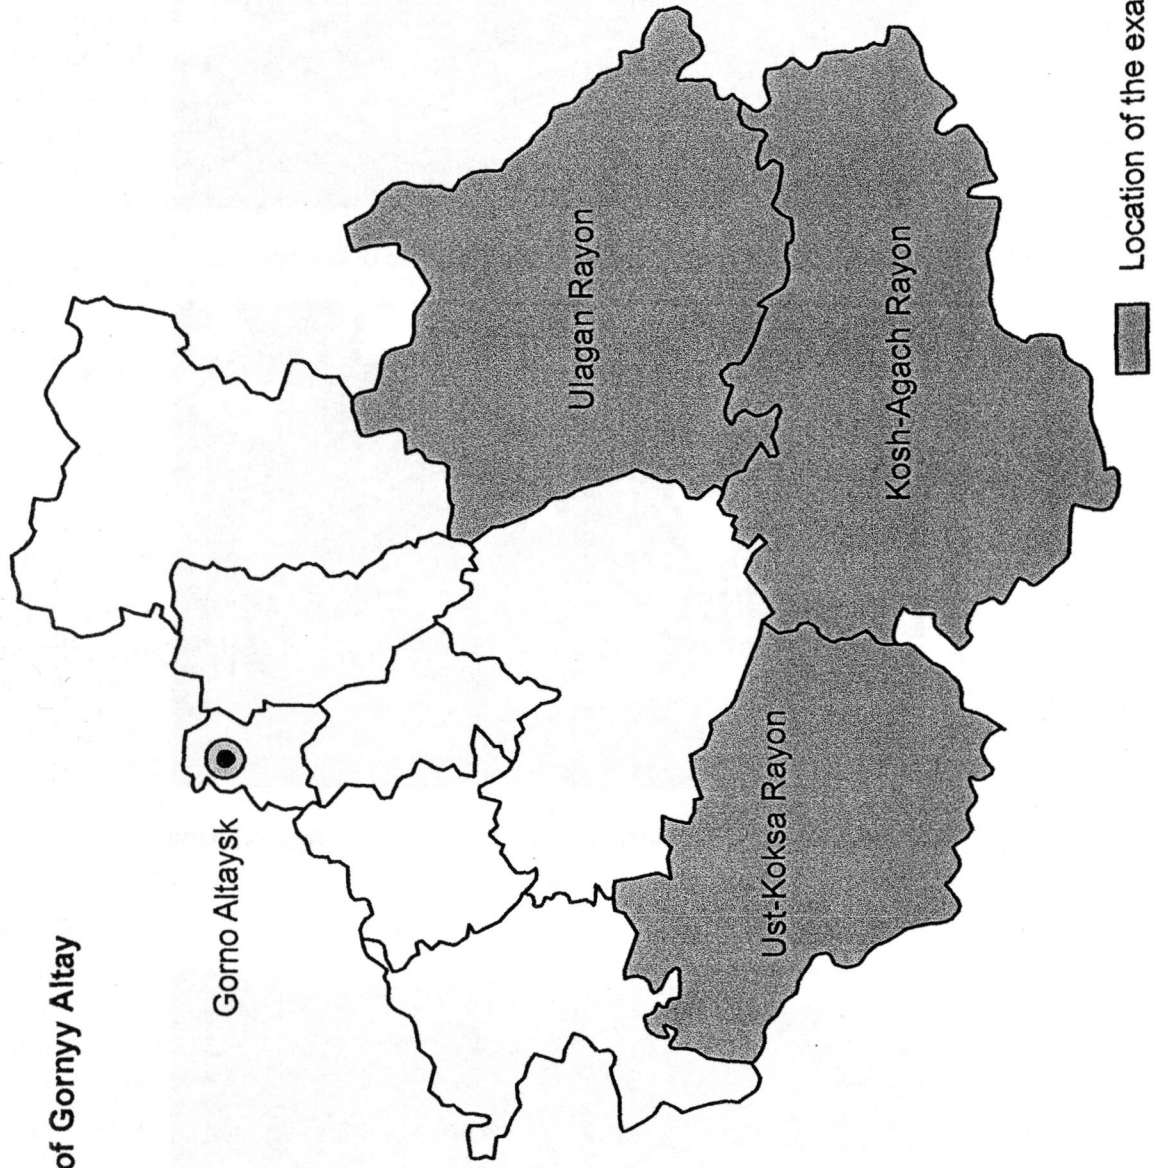 of Gornyy Altay
Gorno Altaysk
Ulagan Rayon
Ust-Koksa Rayon
Kosh-Agach Rayon
Location of the exa